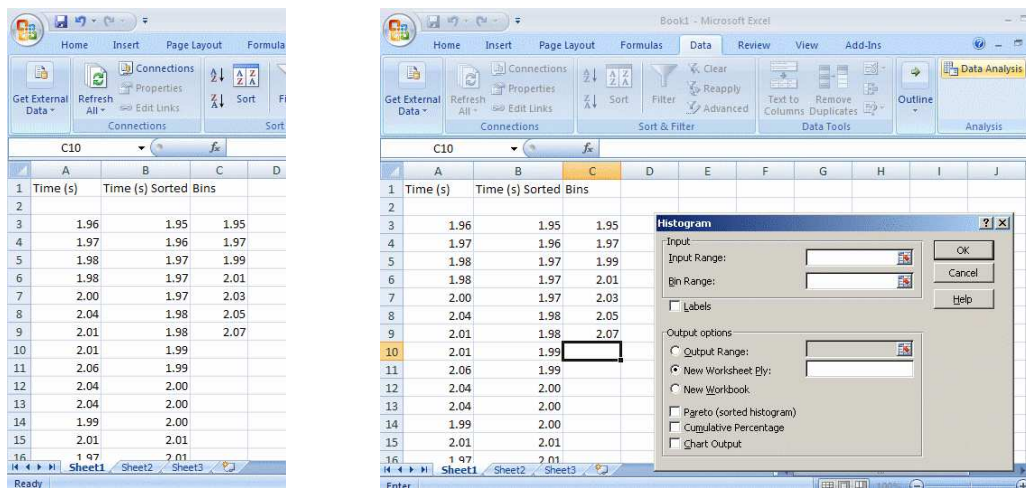 Home Insert Page Layout Formula
Get External Data
Refresh All
Connections
Properties
Edit Links
Sort
Fi
Connections
Sort
C10 fx
A B C D
1 Time (s) Time (s) Sorted Bins
2
3 1.96 1.95 1.95
4 1.97 1.96 1.97
5 1.98 1.97 1.99
6 1.98 1.97 2.01
7 2.00 1.97 2.03
8 2.04 1.98 2.05
9 2.01 1.98 2.07
10 2.01 1.99
11 2.06 1.99
12 2.04 2.00
13 2.04 2.00
14 1.99 2.00
15 2.01 2.01
16 1.97 2.01
Sheet1 Sheet2 Sheet3
Ready
Book1 - Microsoft Excel
Home Insert Page Layout Formulas Data Review View Add-Ins
Get External Data
Refresh All
Connections
Properties
Edit Links
Sort
Filter
Clear
Reapply
Advanced
Text to Columns
Remove Duplicates
Outline
Data Analysis
Connections Sort & Filter Data Tools Analysis
C10 fx
A B C D E F G H I J
1 Time (s) Time (s) Sorted Bins
2
3 1.96 1.95 1.95
4 1.97 1.96 1.97
5 1.98 1.97 1.99
6 1.98 1.97 2.01
7 2.00 1.97 2.03
8 2.04 1.98 2.05
9 2.01 1.98 2.07
10 2.01 1.99
11 2.06 1.99
12 2.04 2.00
13 2.04 2.00
14 1.99 2.00
15 2.01 2.01
16 1.97 2.01
Sheet1 Sheet2 Sheet3
Enter 100%
Histogram
Input
Input Range:
Bin Range:
Labels
Output options
Output Range:
New Worksheet Ply:
New Workbook
Pareto (sorted histogram)
Cumulative Percentage
Chart Output
OK
Cancel
Help